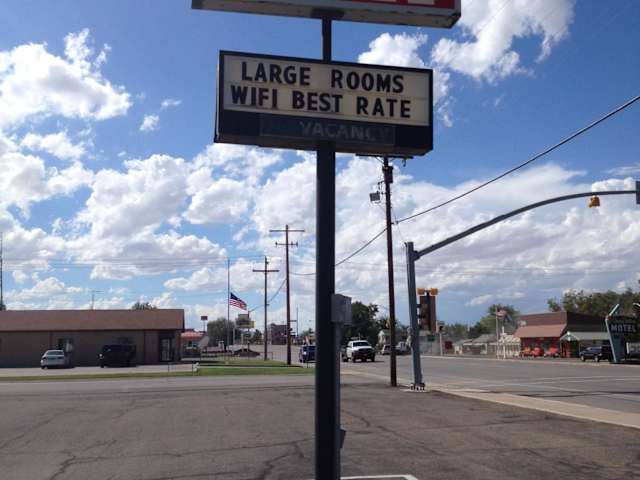 LARGE ROOMS
WIFI BEST RATE
VACANCY
MOTEL